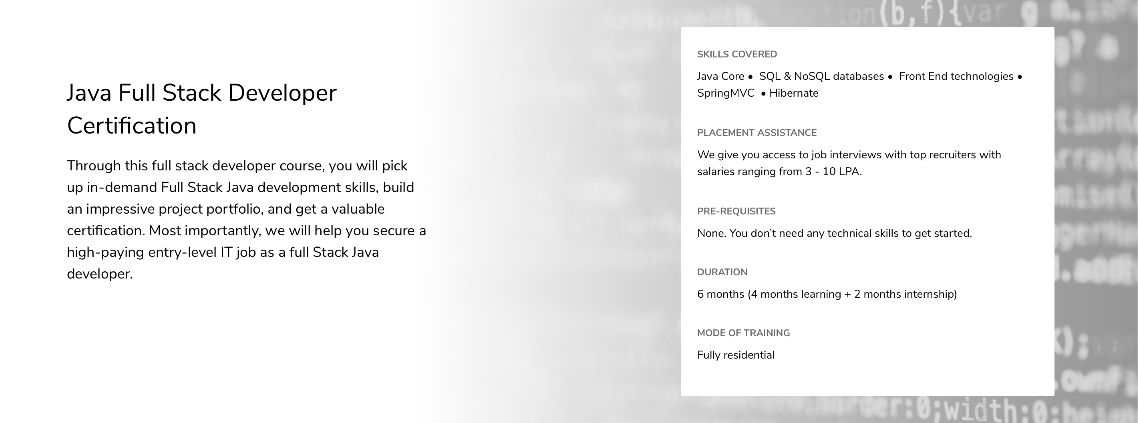 Java Full Stack Developer
Certification
Through this full stack developer course, you will pick
up in-demand Full Stack Java development skills, build
an impressive project portfolio, and get a valuable
certification. Most importantly, we will help you secure a
high-paying entry-level IT job as a full Stack Java
developer.
SKILLS COVERED
Java Core • SQL & NoSQL databases • Front End technologies •
SpringMVC • Hibernate
PLACEMENT ASSISTANCE
We give you access to job interviews with top recruiters with
salaries ranging from 3 - 10 LPA.
PRE-REQUISITES
None. You don't need any technical skills to get started.
DURATION
6 months (4 months learning + 2 months internship)
MODE OF TRAINING
Fully residential
(b,f){var
width:0;